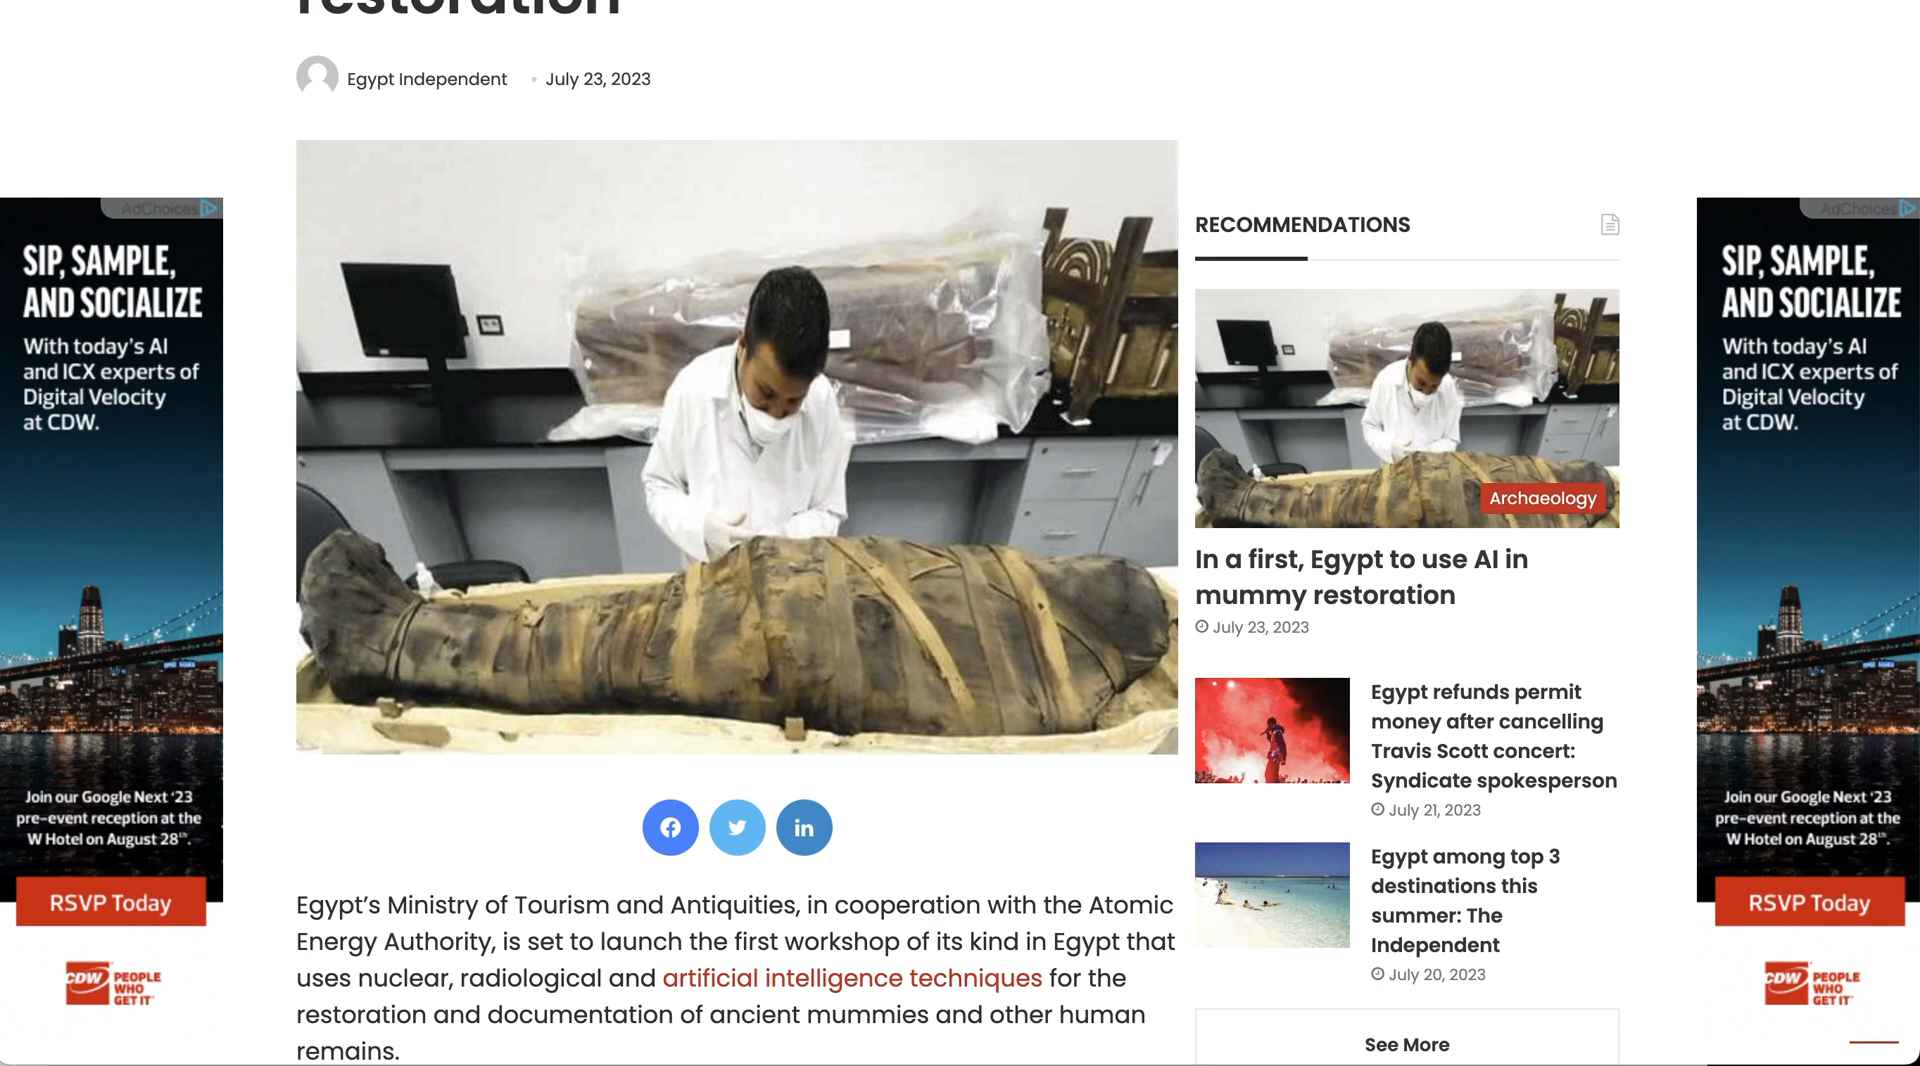 restoration
Egypt Independent
July 23, 2023
AdChoices
SIP, SAMPLE,
AND SOCIALIZE
With today's AI
and ICX experts of
Digital Velocity
at CDW.
Join our Google Next ‘23
pre-event reception at the
W Hotel on August 28th.
RSVP Today
CDW PEOPLE
WHO
GET IT
Egypt’s Ministry of Tourism and Antiquities, in cooperation with the Atomic
Energy Authority, is set to launch the first workshop of its kind in Egypt that
uses nuclear, radiological and artificial intelligence techniques for the
restoration and documentation of ancient mummies and other human
remains.
RECOMMENDATIONS
Archaeology
In a first, Egypt to use AI in
mummy restoration
July 23, 2023
Egypt refunds permit
money after cancelling
Travis Scott concert:
Syndicate spokesperson
July 21, 2023
Egypt among top 3
destinations this
summer: The
Independent
July 20, 2023
See More
AdChoices
SIP, SAMPLE,
AND SOCIALIZE
With today's AI
and ICX experts of
Digital Velocity
at CDW.
Join our Google Next ‘23
pre-event reception at the
W Hotel on August 28th.
RSVP Today
CDW PEOPLE
WHO
GET IT